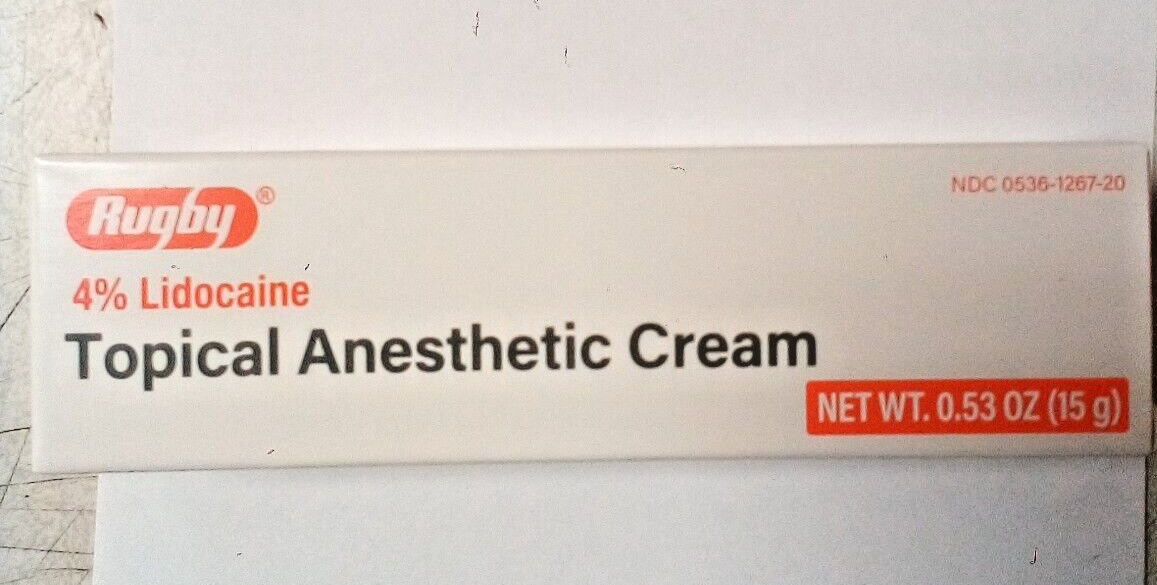 Rugby®
NDC 0536-1267-20
4% Lidocaine
Topical Anesthetic Cream
NET WT. 0.53 OZ (15 g)